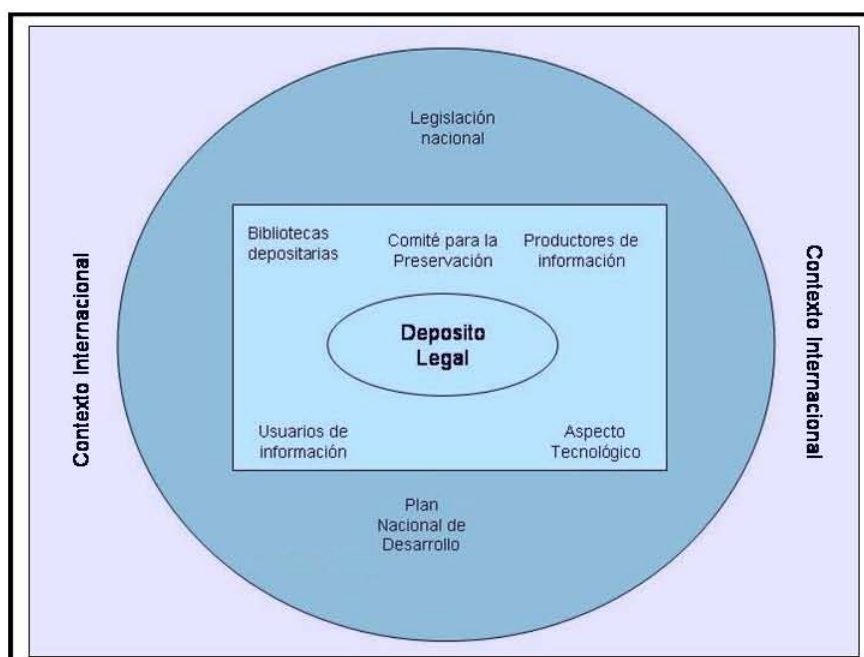 Legislación
nacional
Bibliotecas
depositarias
Comité para la
Preservación
Productores de
información
Contexto Internacional
Deposito
Legal
Contexto Internacional
Usuarios de
información
Aspecto
Tecnológico
Plan
Nacional de
Desarrollo